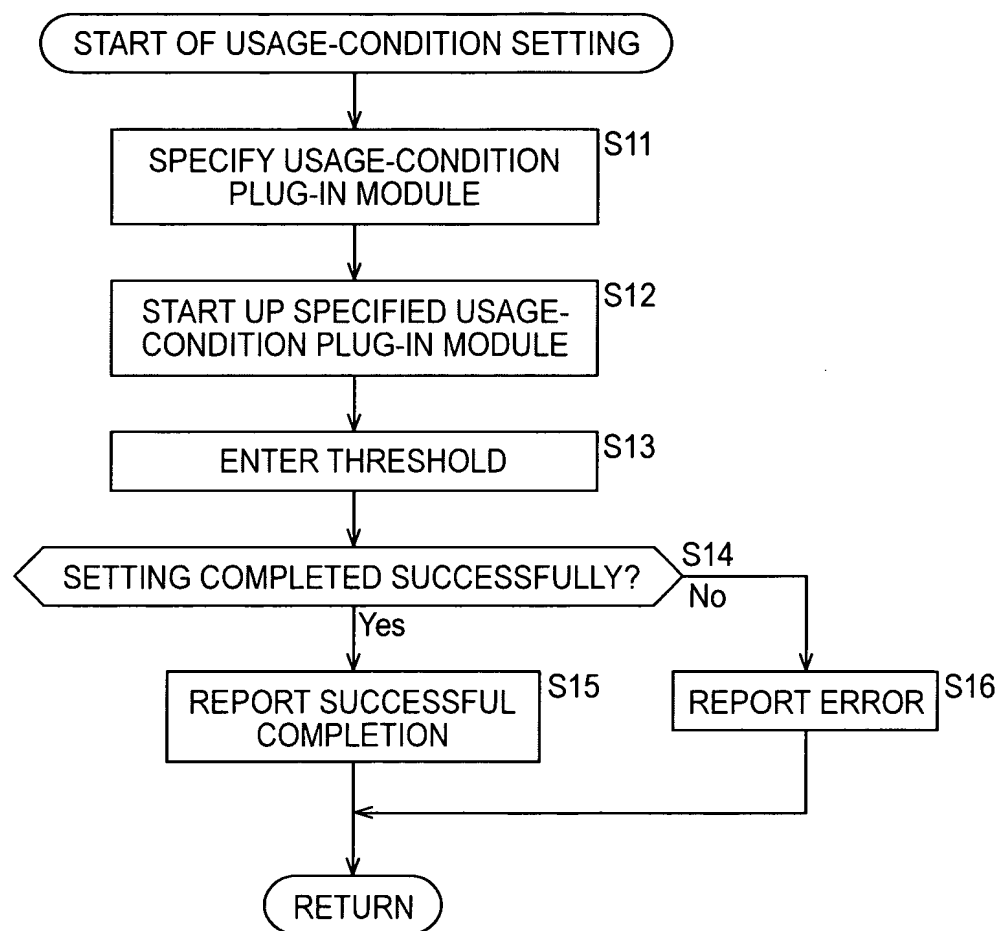 START OF USAGE-CONDITION SETTING
S11
SPECIFY USAGE-CONDITION
PLUG-IN MODULE
S12
START UP SPECIFIED USAGE-
CONDITION PLUG-IN MODULE
S13
ENTER THRESHOLD
S14
SETTING COMPLETED SUCCESSFULLY?
No
Yes
S15
REPORT SUCCESSFUL
COMPLETION
S16
REPORT ERROR
RETURN